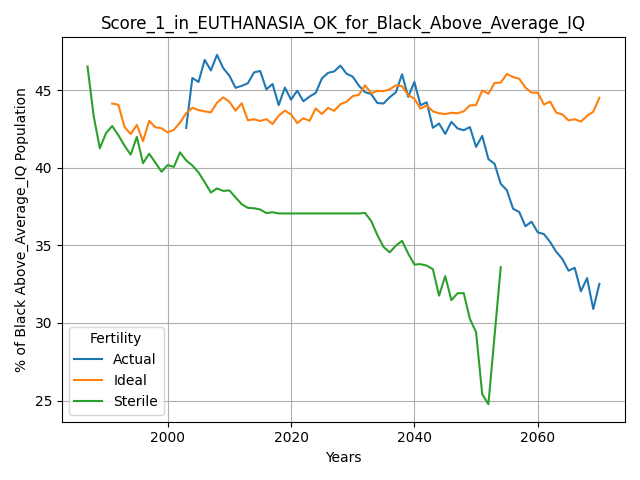 Score_1_in_EUTHANASIA_OK_for_Black_Above_Average_IQ
% of Black Above_Average_IQ Population
45
40
35
30
25
Fertility
Actual
Ideal
Sterile
2000 2020 2040 2060
Years